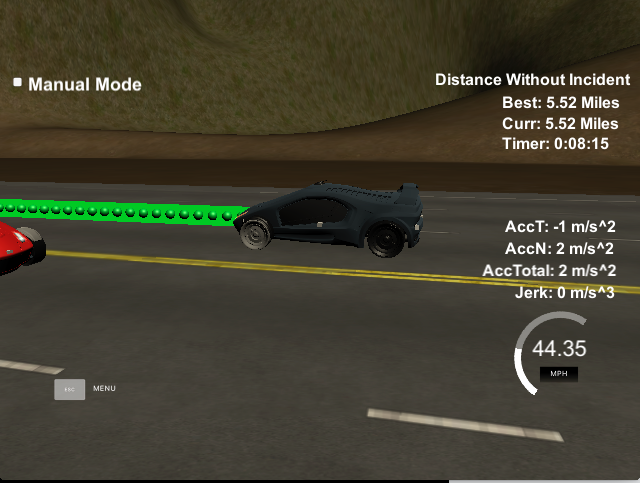 Manual Mode
Distance Without Incident
Best: 5.52 Miles
Curr: 5.52 Miles
Timer: 0:08:15
AccT: -1 m/s^2
AccN: 2 m/s^2
AccTotal: 2 m/s^2
Jerk: 0 m/s^3
44.35
MPH
ESC MENU